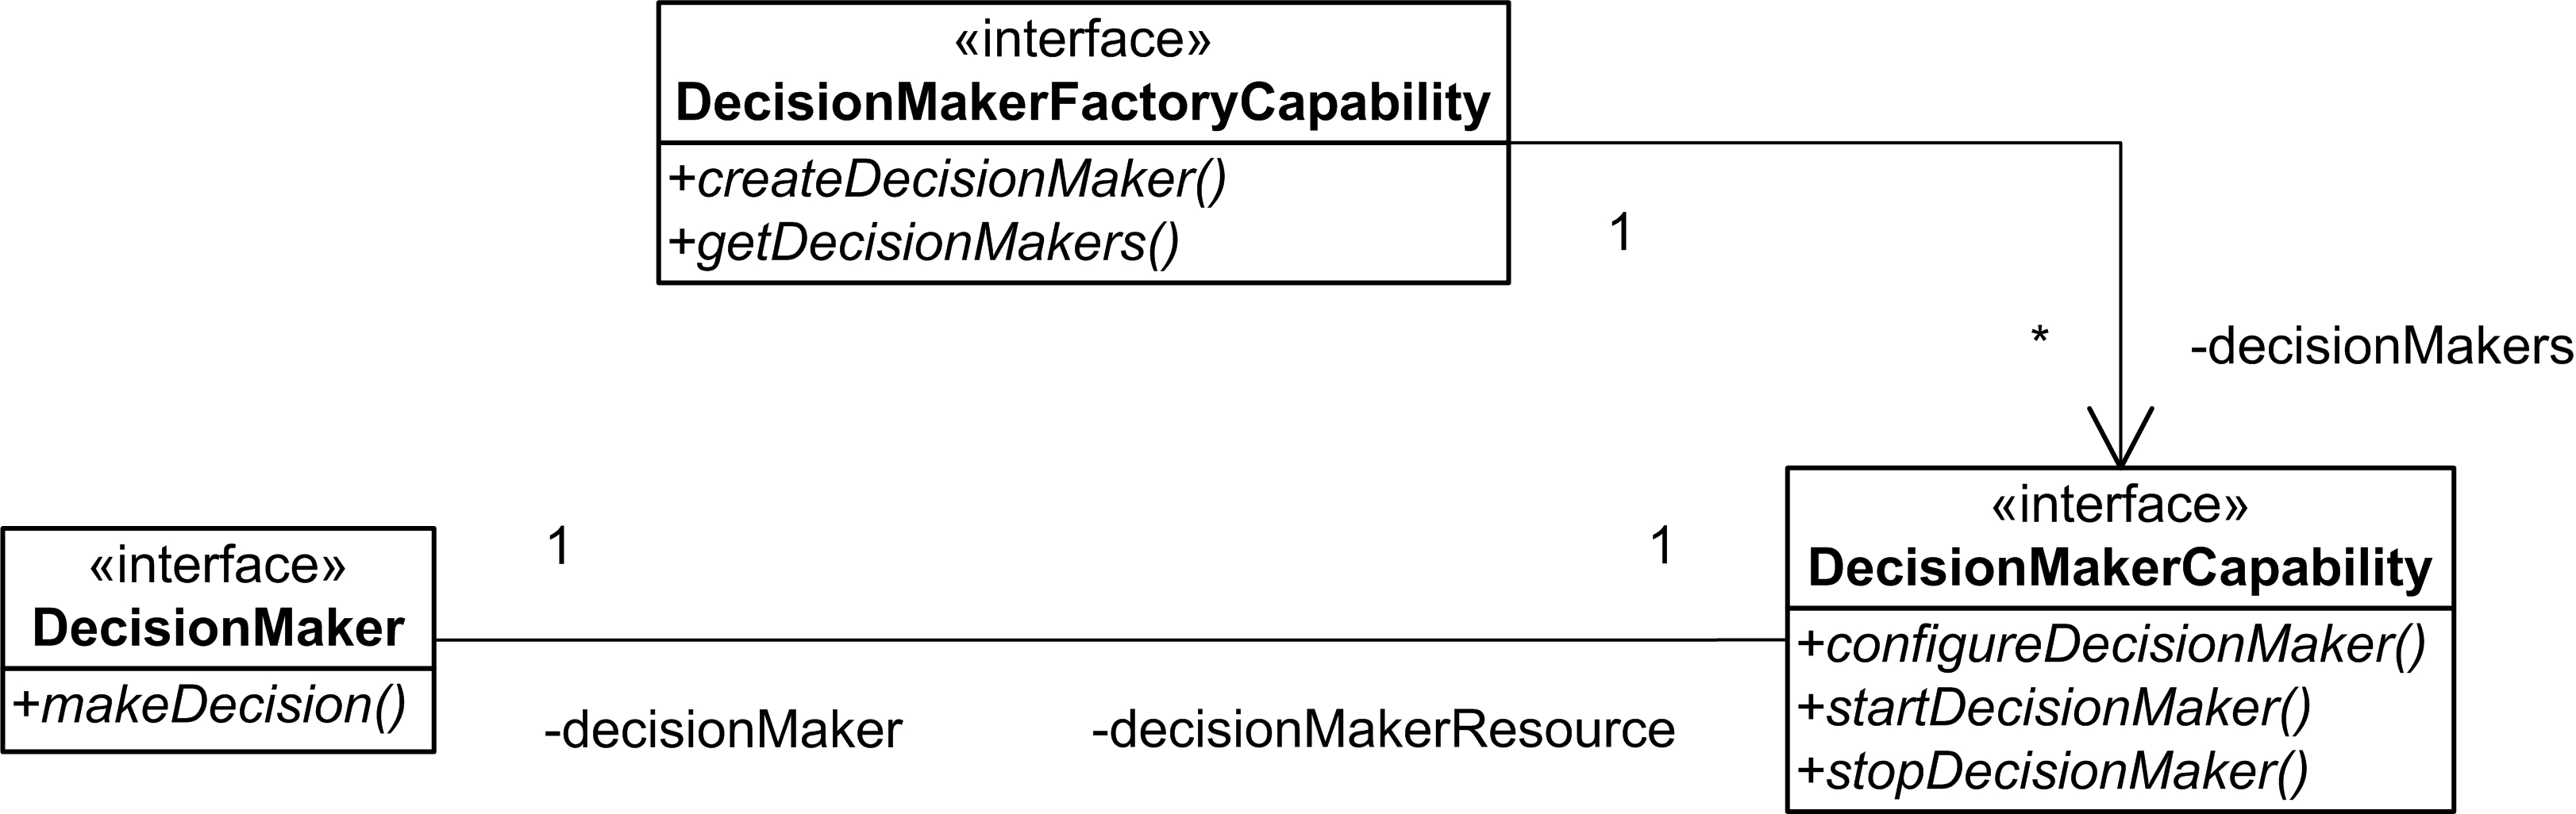 «interface»
DecisionMakerFactoryCapability
+createDecisionMaker()
+getDecisionMakers()
1
*
-decisionMakers
«interface»
DecisionMaker
+makeDecision()
1
1
-decisionMaker
-decisionMakerResource
«interface»
DecisionMakerCapability
+configureDecisionMaker()
+startDecisionMaker()
+stopDecisionMaker()